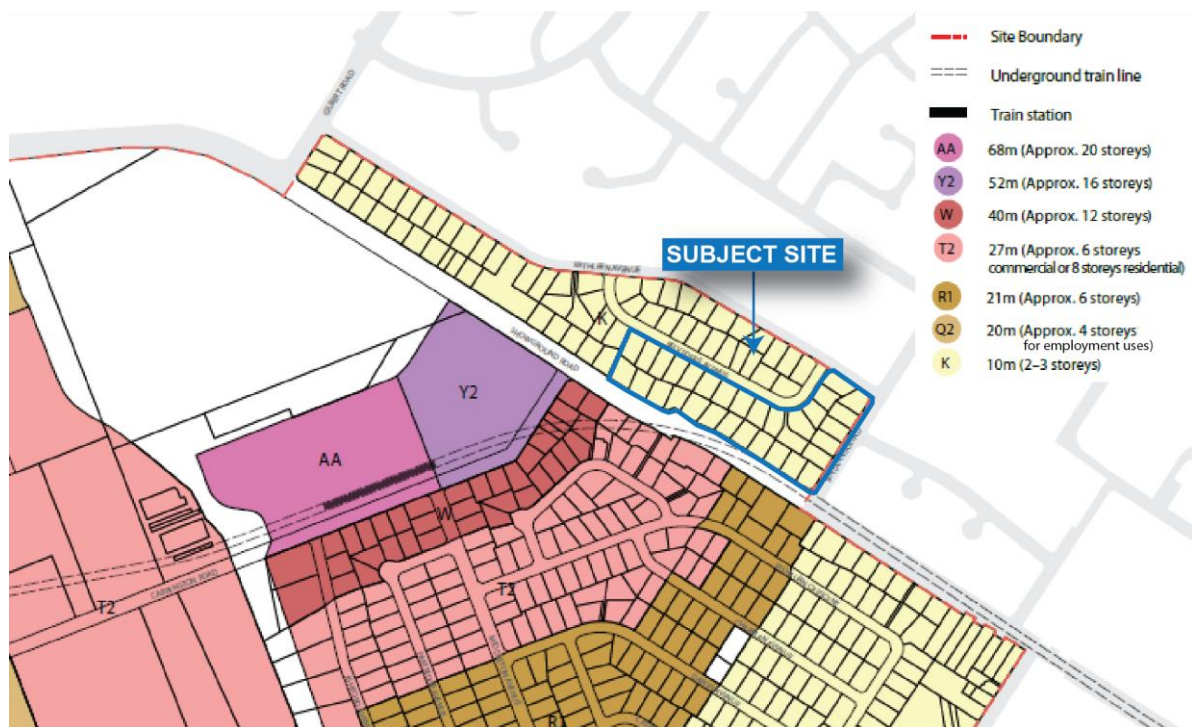 Site Boundary
Underground train line
Train station
AA
68m (Approx. 20 storeys)
Y2
52m (Approx. 16 storeys)
W
40m (Approx. 12 storeys)
T2
27m (Approx. 6 storeys
commercial or 8 storeys residential)
R1
21m (Approx. 6 storeys)
Q2
20m (Approx. 4 storeys
for employment uses)
K
10m (2–3 storeys)
SUBJECT SITE
K
SHOWGROUND ROAD
Y2
AA
W
CARRINGTON ROAD
T2
T2
R1